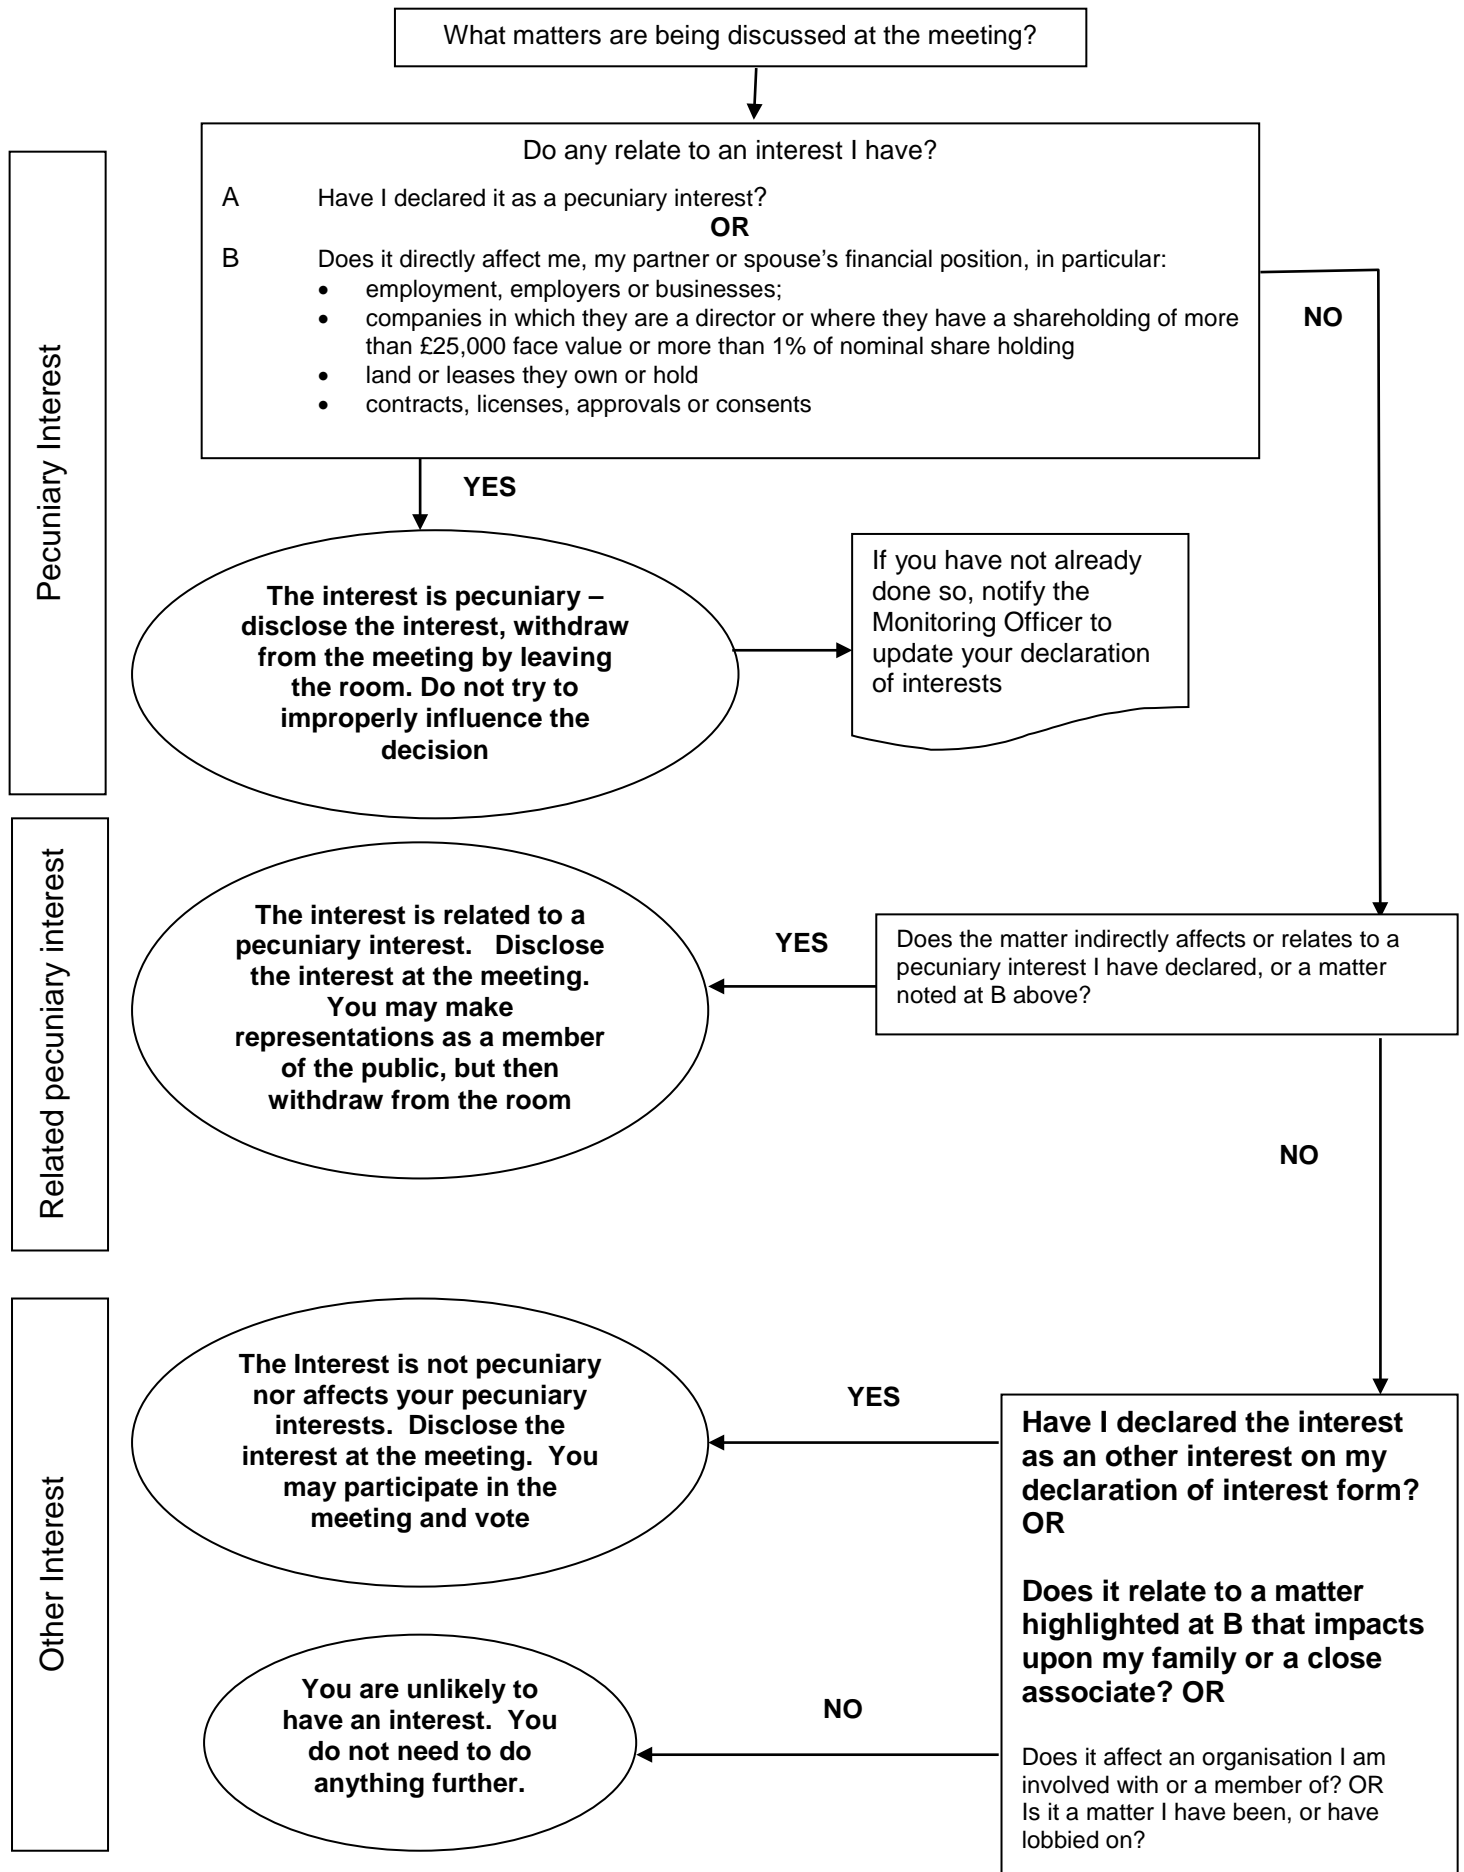 What matters are being discussed at the meeting?
Do any relate to an interest I have?
A Have I declared it as a pecuniary interest?
OR
B Does it directly affect me, my partner or spouse's financial position, in particular:
• employment, employers or businesses;
• companies in which they are a director or where they have a shareholding of more
than £25,000 face value or more than 1% of nominal share holding
• land or leases they own or hold
• contracts, licenses, approvals or consents
NO
Pecuniary Interest
YES
The interest is pecuniary –
disclose the interest, withdraw
from the meeting by leaving
the room. Do not try to
improperly influence the
decision
If you have not already
done so, notify the
Monitoring Officer to
update your declaration
of interests
Related pecuniary interest
The interest is related to a
pecuniary interest. Disclose
the interest at the meeting.
You may make
representations as a member
of the public, but then
withdraw from the room
YES
Does the matter indirectly affects or relates to a
pecuniary interest I have declared, or a matter
noted at B above?
NO
Other Interest
The Interest is not pecuniary
nor affects your pecuniary
interests. Disclose the
interest at the meeting. You
may participate in the
meeting and vote
YES
Have I declared the interest
as an other interest on my
declaration of interest form?
OR
Does it relate to a matter
highlighted at B that impacts
upon my family or a close
associate? OR
Does it affect an organisation I am
involved with or a member of? OR
Is it a matter I have been, or have
lobbied on?
NO
You are unlikely to
have an interest. You
do not need to do
anything further.